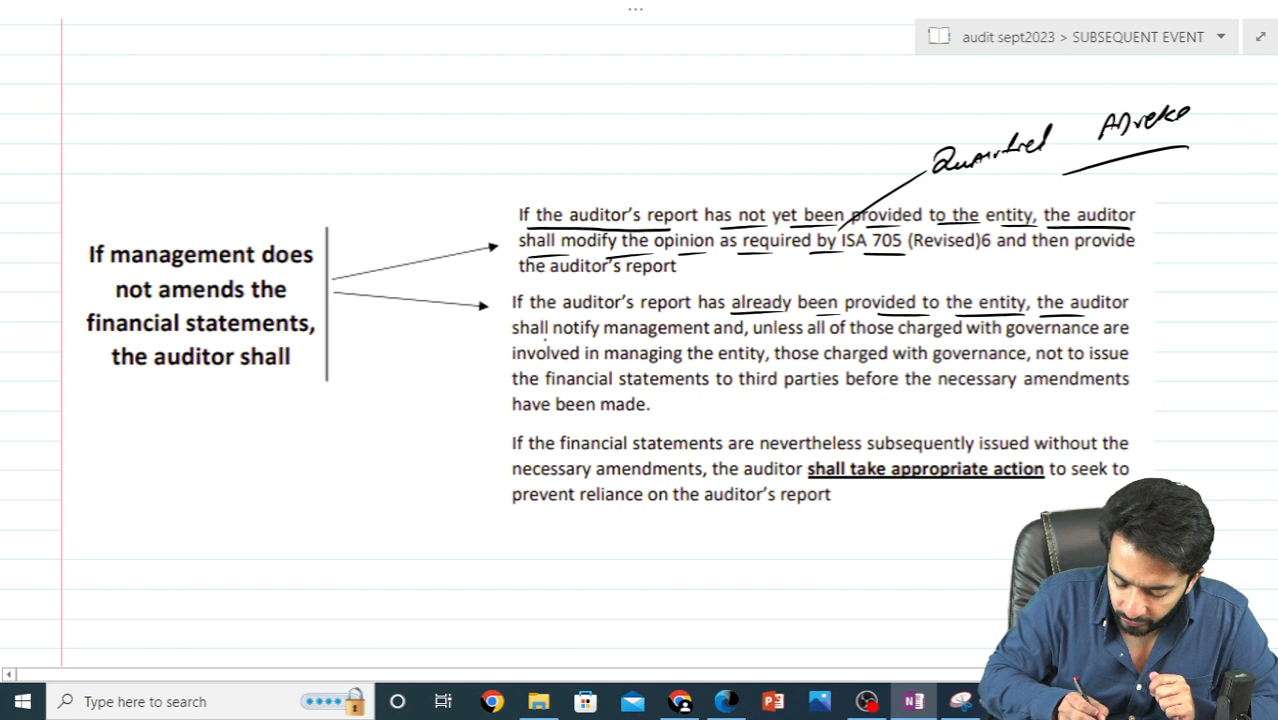 audit sept2023 > SUBSEQUENT EVENT
If the auditor's report has not yet been provided to the entity, the auditor
shall modify the opinion as required by ISA 705 (Revised)6 and then provide
the auditor's report
If management does
not amends the
financial statements,
the auditor shall
If the auditor's report has already been provided to the entity, the auditor
shall notify management and, unless all of those charged with governance are
involved in managing the entity, those charged with governance, not to issue
the financial statements to third parties before the necessary amendments
have been made.
If the financial statements are nevertheless subsequently issued without the
necessary amendments, the auditor shall take appropriate action to seek to
prevent reliance on the auditor's report
Type here to search